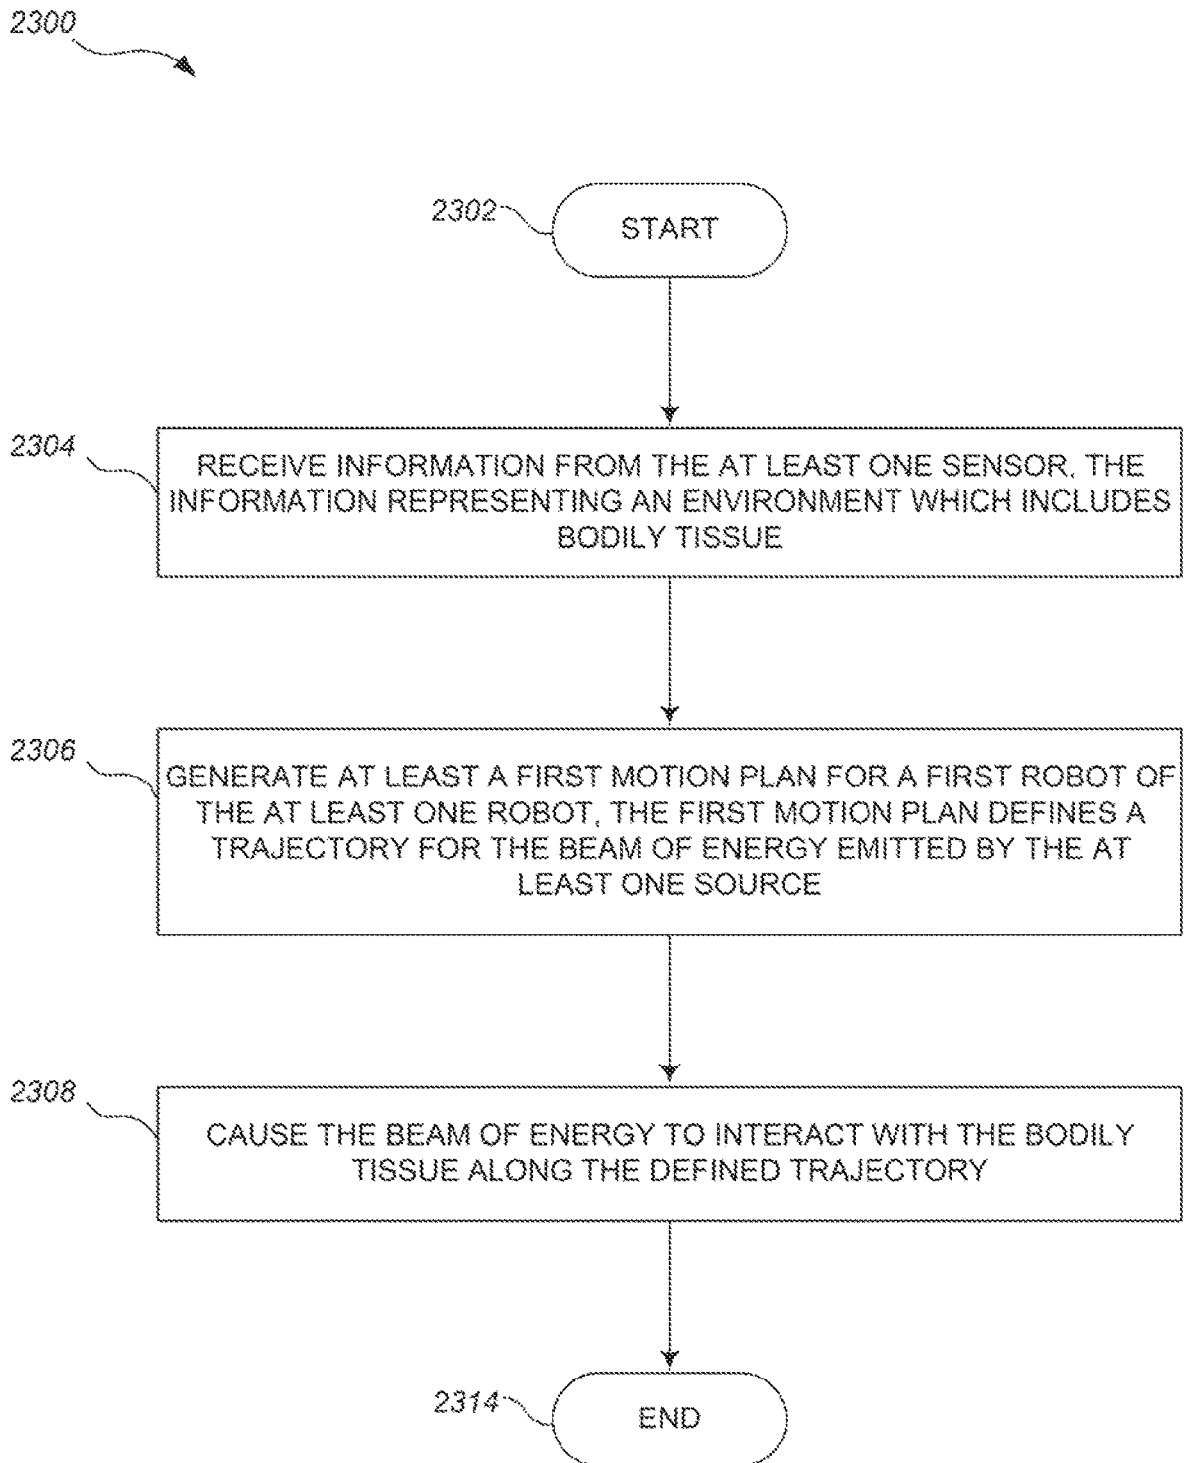 2300
2302
START
2304
RECEIVE INFORMATION FROM THE AT LEAST ONE SENSOR, THE
INFORMATION REPRESENTING AN ENVIRONMENT WHICH INCLUDES
BODILY TISSUE
2306
GENERATE AT LEAST A FIRST MOTION PLAN FOR A FIRST ROBOT OF
THE AT LEAST ONE ROBOT, THE FIRST MOTION PLAN DEFINES A
TRAJECTORY FOR THE BEAM OF ENERGY EMITTED BY THE AT
LEAST ONE SOURCE
2308
CAUSE THE BEAM OF ENERGY TO INTERACT WITH THE BODILY
TISSUE ALONG THE DEFINED TRAJECTORY
2314
END